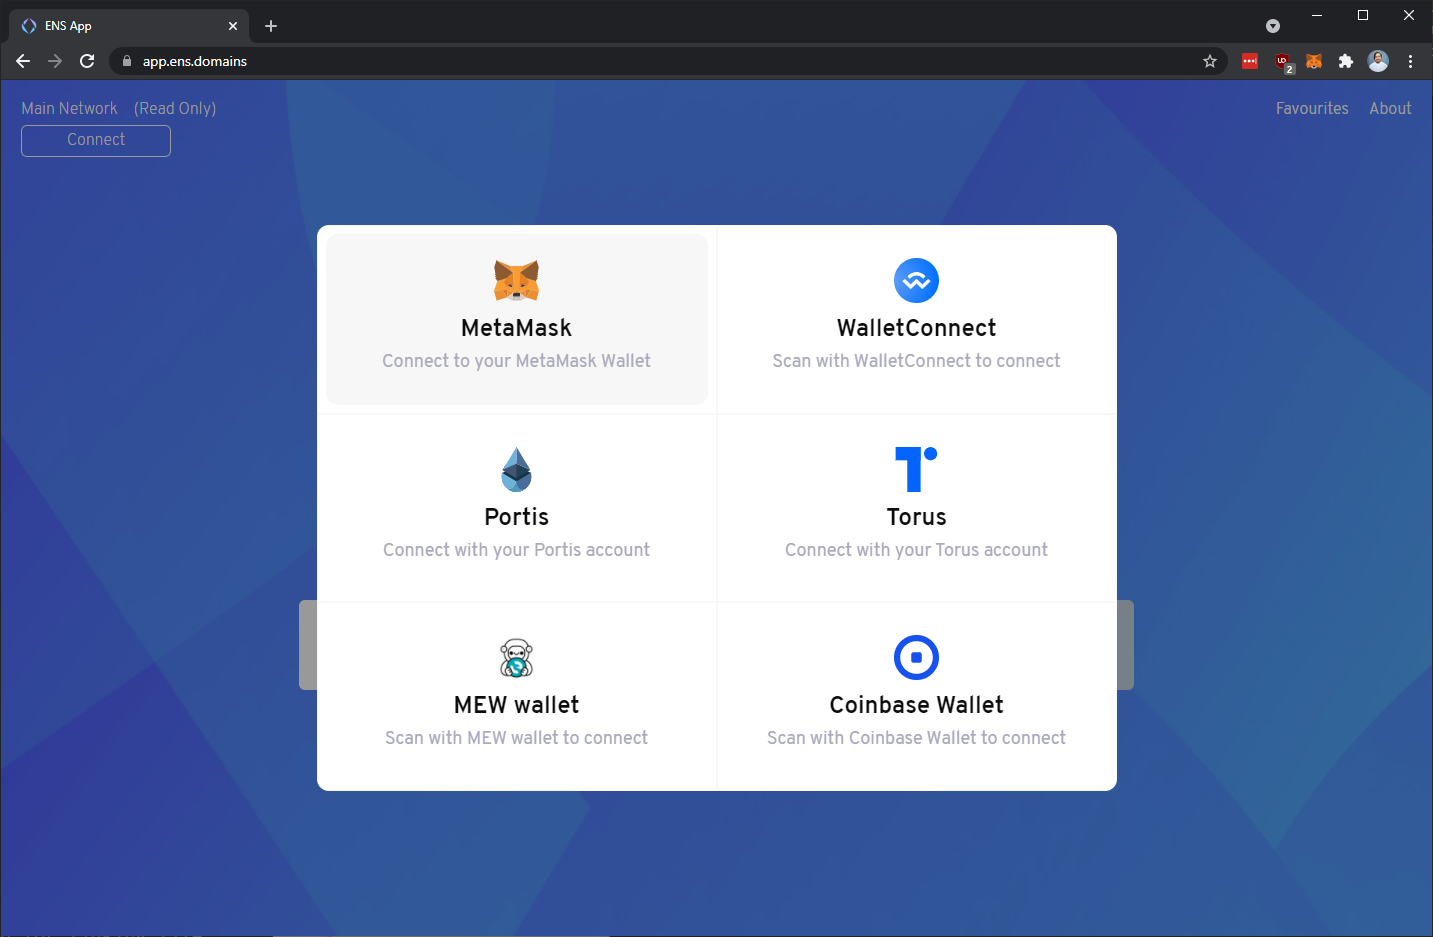 ENS App
app.ens.domains
2
Main Network (Read Only)
Favourites About
Connect
MetaMask
Connect to your MetaMask Wallet
WalletConnect
Scan with WalletConnect to connect
Portis
Connect with your Portis account
Torus
Connect with your Torus account
MEW wallet
Scan with MEW wallet to connect
Coinbase Wallet
Scan with Coinbase Wallet to connect